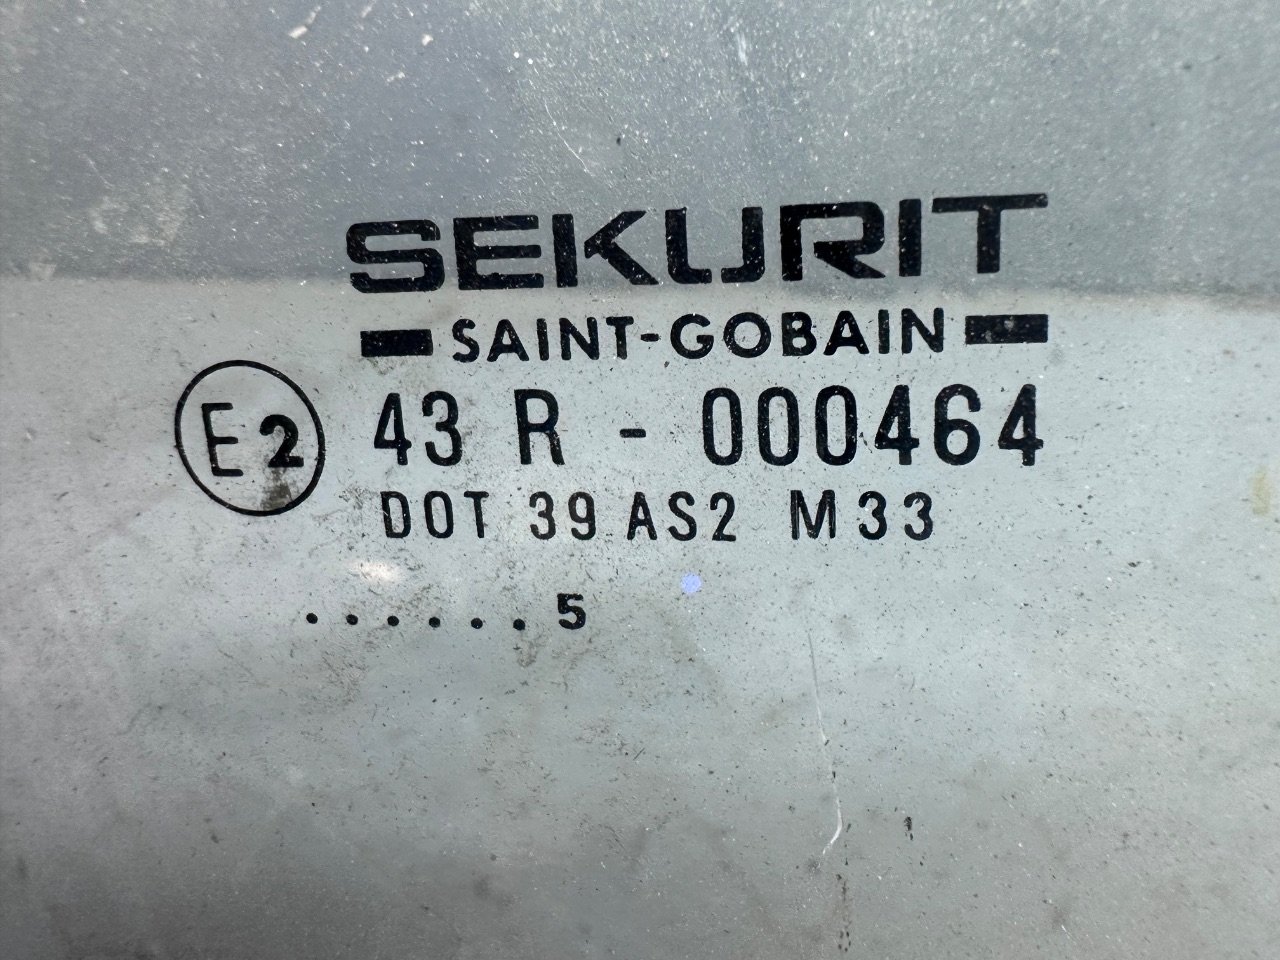 SEKURIT
SAINT-GOBAIN
E2 43 R - 000464
DOT 39 AS2 M33
......5